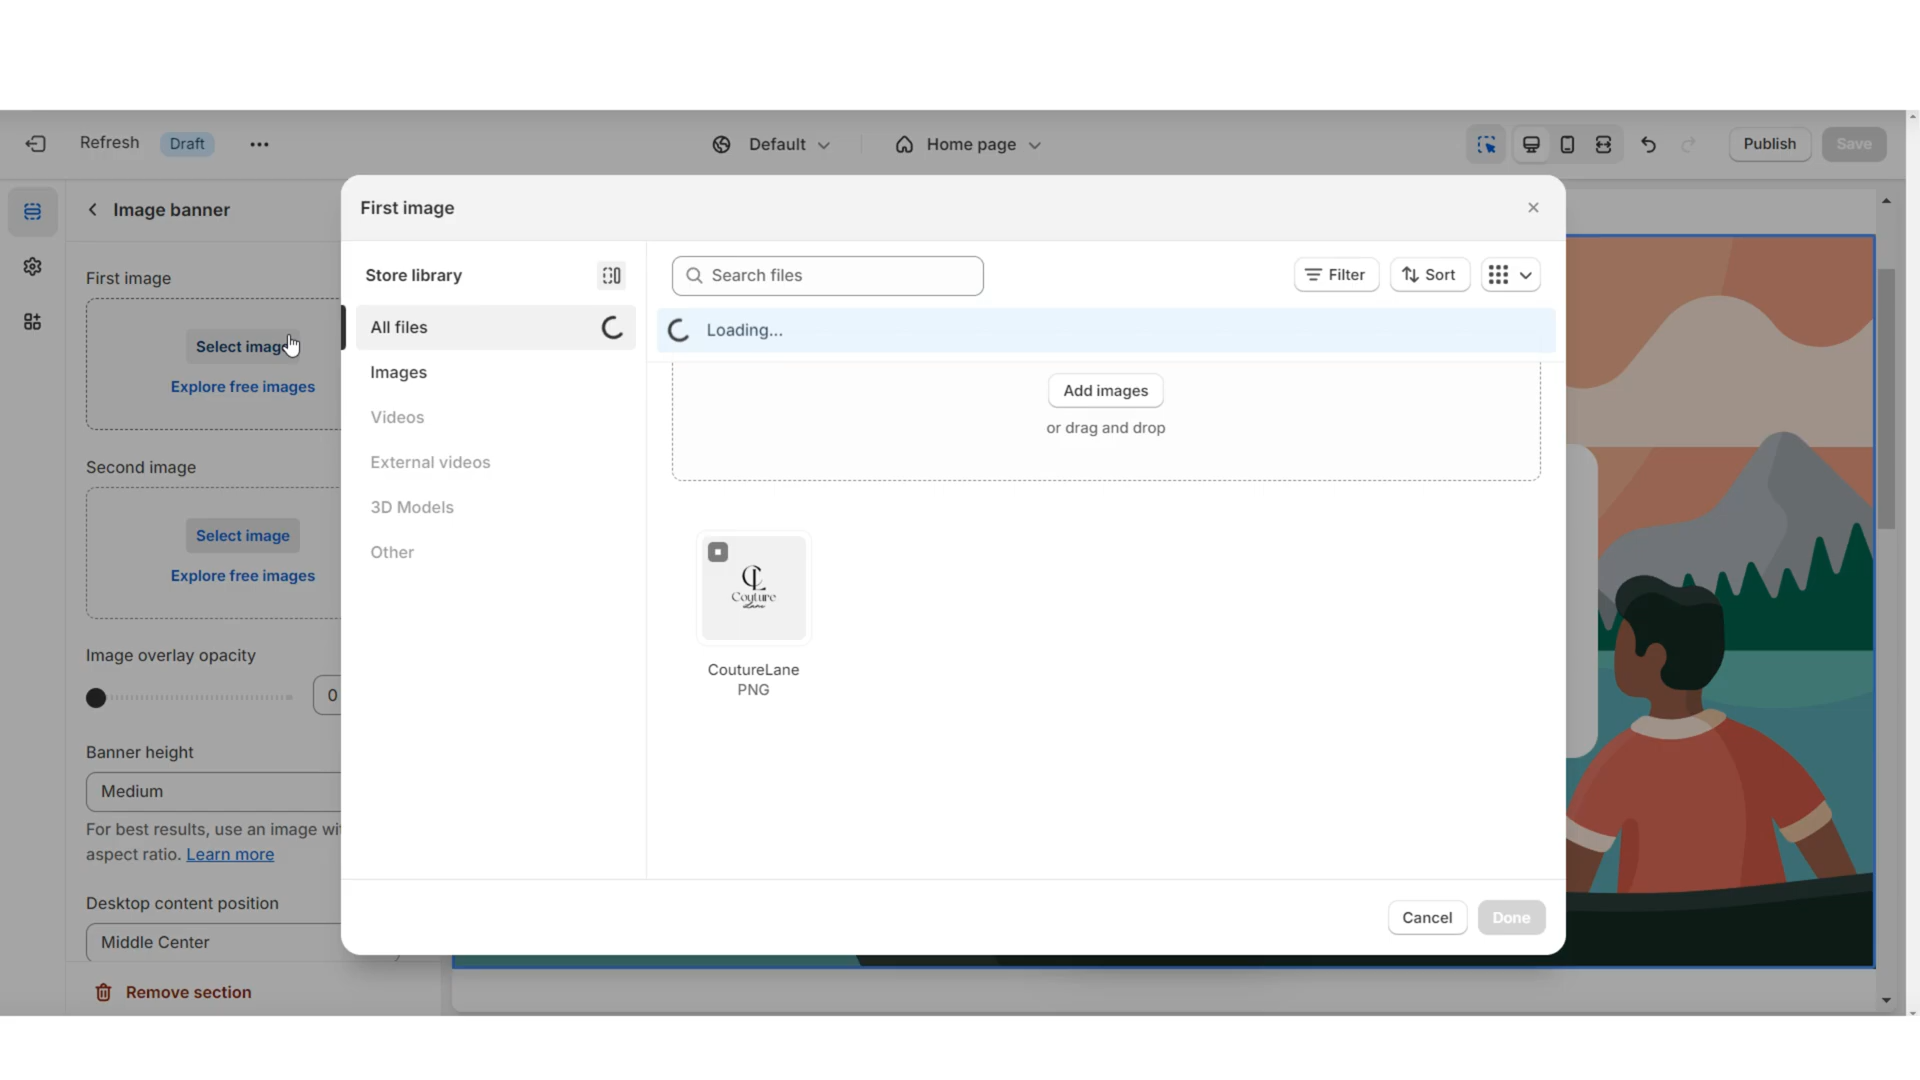 Refresh
Draft
Default
Home page
Publish
Save
Image banner
First image
Select image
Explore free images
Second image
Select image
Explore free images
Image overlay opacity
0
Banner height
Medium
For best results, use an image
aspect ratio. Learn more
Desktop content position
Middle Center
Remove section
First image
Store library
All files
Images
Videos
External videos
3D Models
Other
Search files
Filter
Sort
Loading...
Add images
or drag and drop
CL
Couture
Lane
CoutureLane
PNG
Cancel
Done